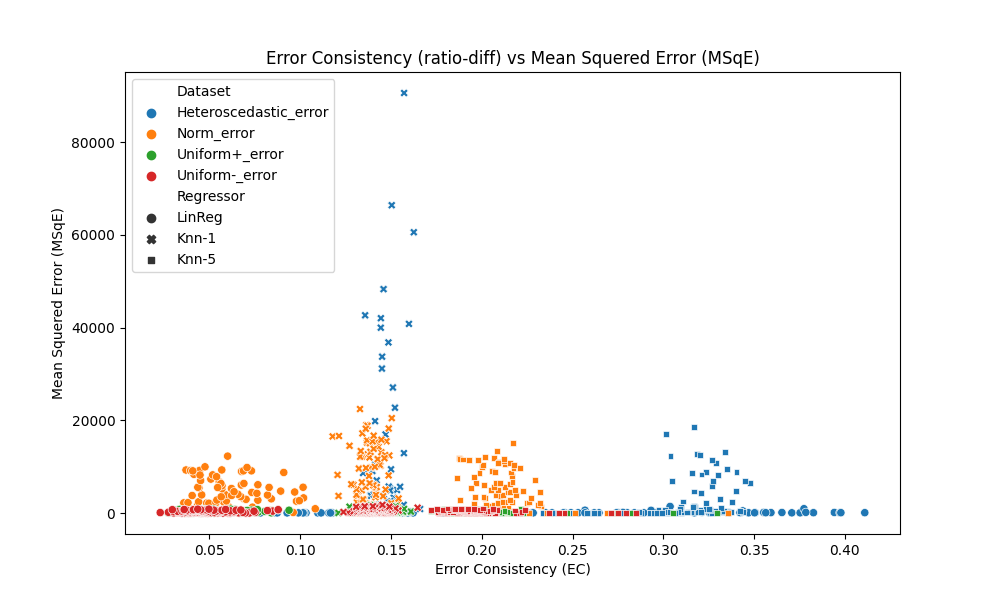 Error Consistency (ratio-diff) vs Mean Squered Error (MSqE)
Dataset
Heteroscedastic_error
Norm_error
Uniform+_error
Uniform-_error
Regressor
LinReg
Knn-1
Knn-5
Mean Squered Error (MSqE)
80000
60000
40000
20000
0
0.05 0.10 0.15 0.20 0.25 0.30 0.35 0.40
Error Consistency (EC)